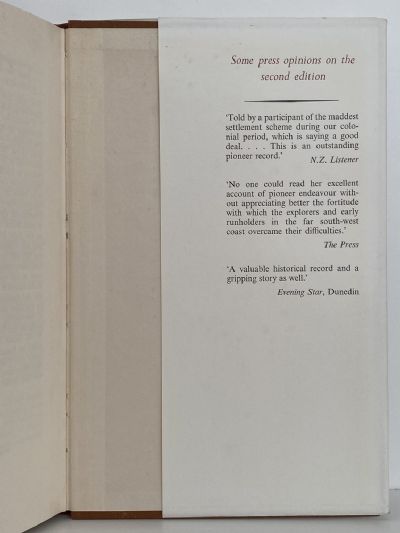 Some press opinions on the
second edition
'Told by a participant of the maddest
settlement scheme during our colo-
nial period, which is saying a good
deal. . . . This is an outstanding
pioneer record.'
N.Z. Listener
'No one could read her excellent
account of pioneer endeavour with-
out appreciating better the fortitude
with which the explorers and early
runholders in the far south-west
coast overcame their difficulties.'
The Press
'A valuable historical record and a
gripping story as well.'
Evening Star, Dunedin